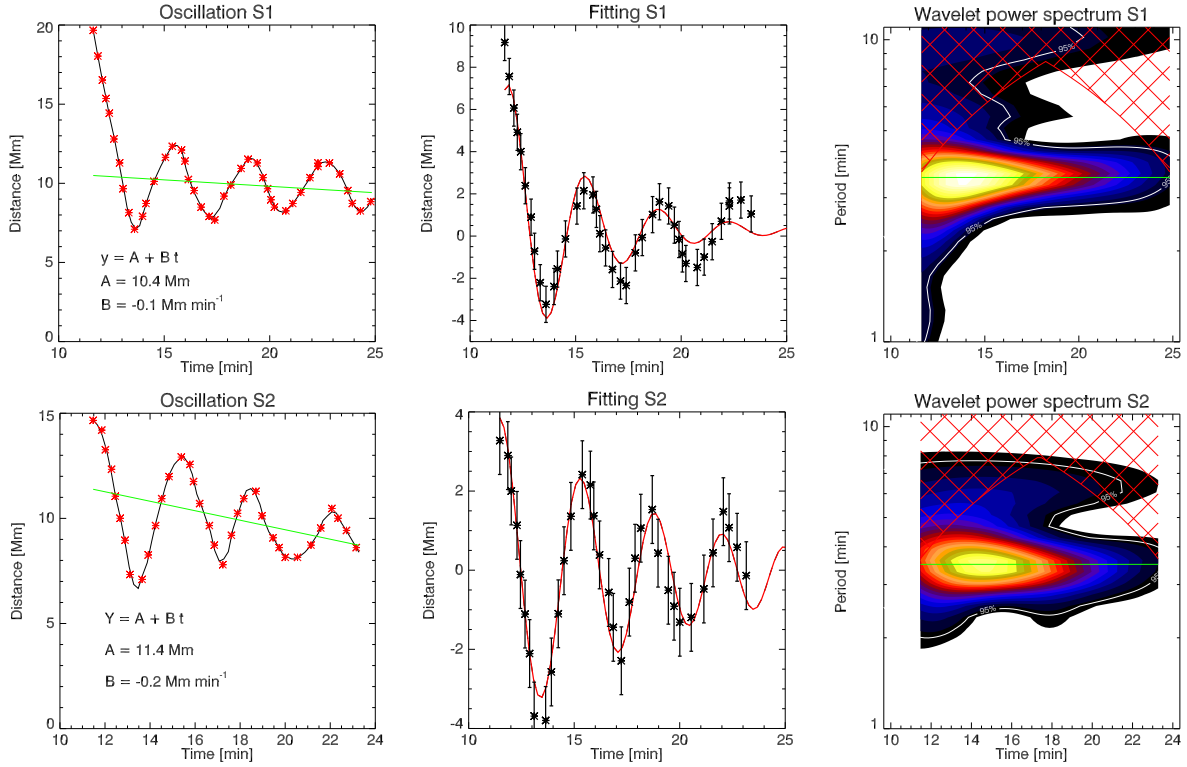 Oscillation S1
20
15
10
5
0
Distance [Mm]
y = A + B t
A = 10.4 Mm
B = -0.1 Mm min-1
10 15 20 25
Time [min]
Fitting S1
10
8
6
4
2
0
-2
-4
Distance [Mm]
10 15 20 25
Time [min]
Wavelet power spectrum S1
10
1
Period [min]
95%
95%
95%
95%
15 20 25
Time [min]
Oscillation S2
15
10
5
0
Distance [Mm]
Y = A + B t
A = 11.4 Mm
B = -0.2 Mm min-1
10 12 14 16 18 20 22 24
Time [min]
Fitting S2
4
2
0
-2
-4
Distance [Mm]
10 15 20 25
Time [min]
Wavelet power spectrum S2
10
1
Period [min]
95%
95%
10 12 14 16 18 20 22 24
Time [min]